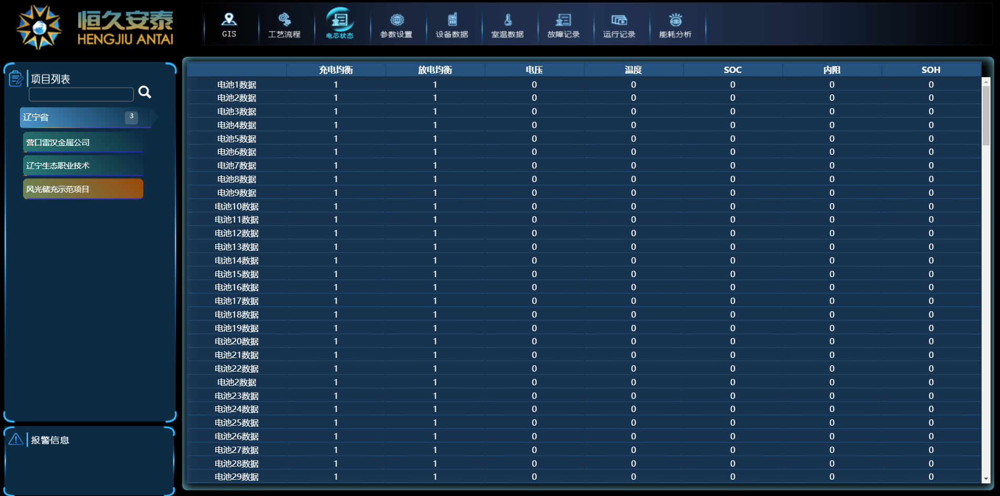 恒久安泰
HENGJIU ANTAI
GIS 工艺流程 电芯状态 参数设置 设备数据 室温数据 故障记录 运行记录 能耗分析
项目列表
辽宁省 3
营口雷汉金属公司
辽宁生态职业技术
风光储充示范项目
报警信息
充电均衡 放电均衡 电压 温度 SOC 内阻 SOH
电池1数据 1 1 0 0 0 0 0
电池2数据 1 1 0 0 0 0 0
电池3数据 1 1 0 0 0 0 0
电池4数据 1 1 0 0 0 0 0
电池5数据 1 1 0 0 0 0 0
电池6数据 1 1 0 0 0 0 0
电池7数据 1 1 0 0 0 0 0
电池8数据 1 1 0 0 0 0 0
电池9数据 1 1 0 0 0 0 0
电池10数据 1 1 0 0 0 0 0
电池11数据 1 1 0 0 0 0 0
电池12数据 1 1 0 0 0 0 0
电池13数据 1 1 0 0 0 0 0
电池14数据 1 1 0 0 0 0 0
电池15数据 1 1 0 0 0 0 0
电池16数据 1 1 0 0 0 0 0
电池17数据 1 1 0 0 0 0 0
电池18数据 1 1 0 0 0 0 0
电池19数据 1 1 0 0 0 0 0
电池20数据 1 1 0 0 0 0 0
电池21数据 1 1 0 0 0 0 0
电池22数据 1 1 0 0 0 0 0
电池2数据 1 1 0 0 0 0 0
电池23数据 1 1 0 0 0 0 0
电池24数据 1 1 0 0 0 0 0
电池25数据 1 1 0 0 0 0 0
电池26数据 1 1 0 0 0 0 0
电池27数据 1 1 0 0 0 0 0
电池28数据 1 1 0 0 0 0 0
电池29数据 1 1 0 0 0 0 0